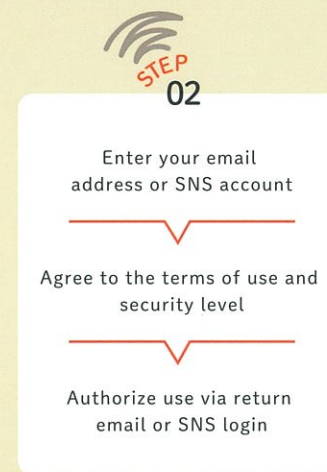 STEP
02
Enter your email
address or SNS account
Agree to the terms of use and
security level
Authorize use via return
email or SNS login